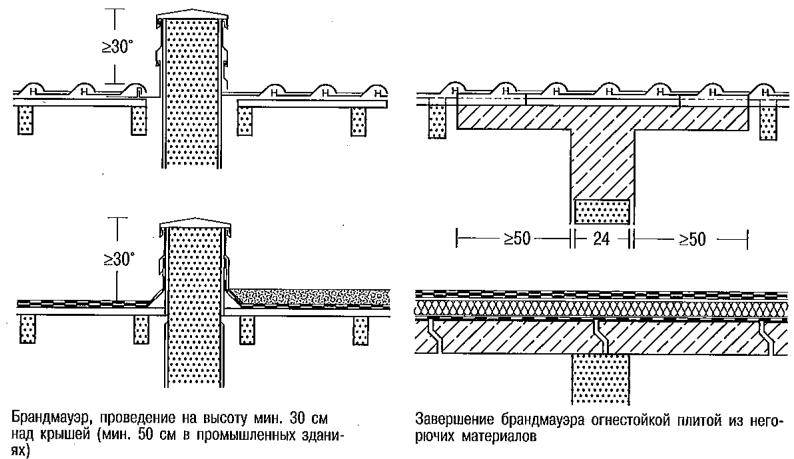 ≥30°
≥50
24
≥50
≥30°
Брандмауэр, проведение на высоту мин. 30 см
над крышей (мин. 50 см в промышленных здани-
ях)
Завершение брандмауэра огнестойкой плитой из него-
рючих материалов